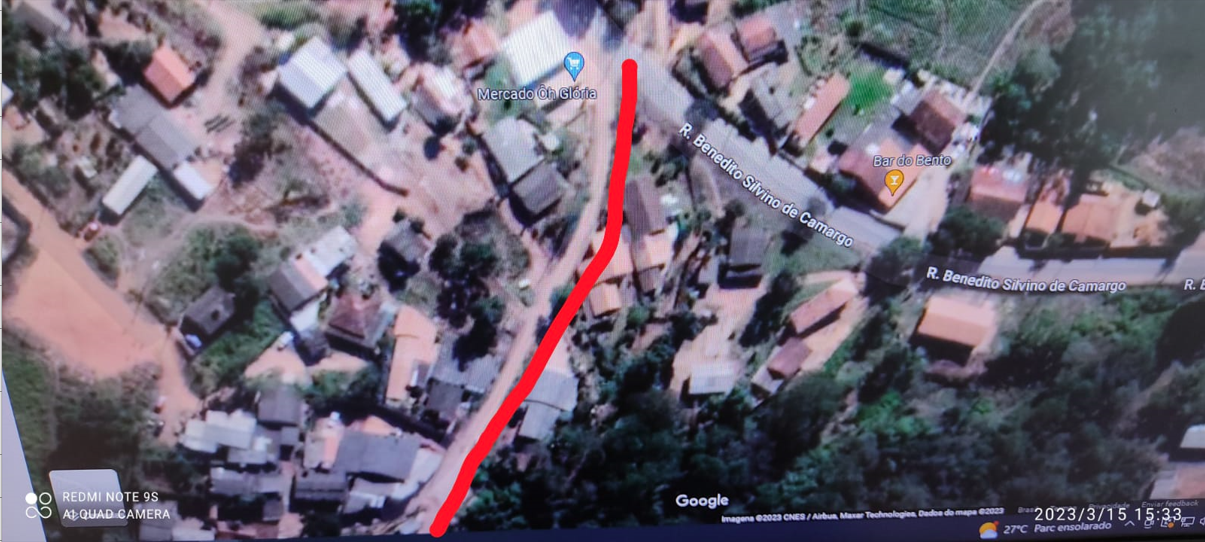 Mercado Oh Glória
R. Benedito Silvino de Camargo
Bar do Bento
R. Benedito Silvino de Camargo
Google
Imagens ©2023 CNES / Airbus, Maxar Technologies, Dados do mapa ©2023
REDMI NOTE 9S
AI QUAD CAMERA
2023/3/15 15:33
27°C Parc ensolarado